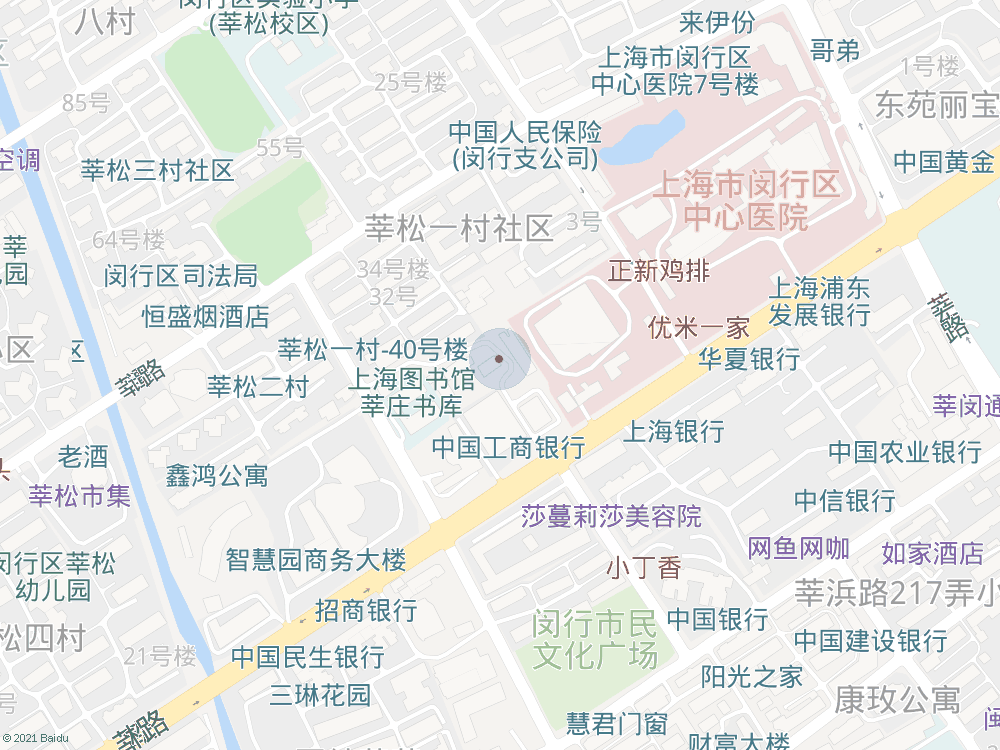 八村
(莘松校区)
来伊份
上海市闵行区
中心医院7号楼
哥弟
1号楼
25号楼
85号
东苑丽宝
中国人民保险
(闵行支公司)
55号
空调
莘松三村社区
中国黄金
上海市闵行区
中心医院
莘松一村社区
3号
64号楼
莘
34号楼
正新鸡排
闵行区司法局
32号
上海浦东
发展银行
恒盛烟酒店
优米一家
小区
区
莘松一村-40号楼
华夏银行
上海图书馆
莘庄书库
莘松二村
莘闵通
上海银行
中国工商银行
中国农业银行
老酒
头
鑫鸿公寓
莘松市集
中信银行
莎蔓莉莎美容院
网鱼网咖
如家酒店
智慧园商务大楼
闵行区莘松
幼儿园
小丁香
莘浜路217弄小
招商银行
闵行市民
文化广场
中国银行
松四村
中国建设银行
21号楼
中国民生银行
阳光之家
三琳花园
康玫公寓
慧君门窗
财富大楼
© 2021 Baidu